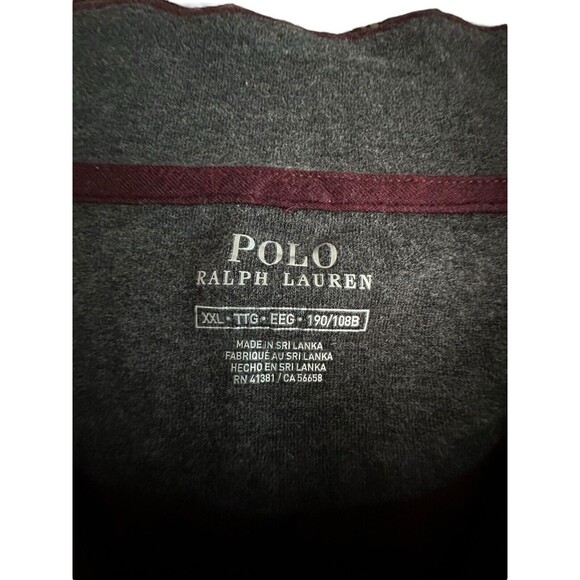 POLO
RALPH LAUREN
XXL • TTG • EEG • 190/108B
MADE IN SRI LANKA
FABRIQUÉ AU SRI LANKA
HECHO EN SRI LANKA
RN 41381 / CA 56658